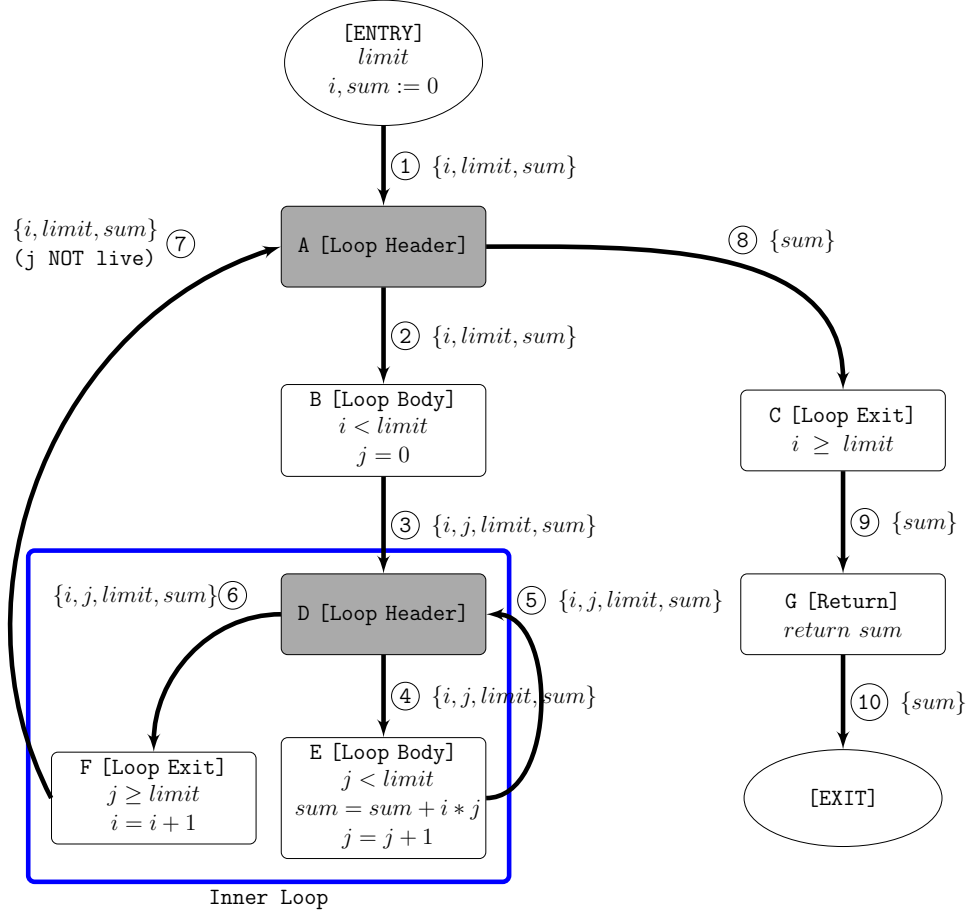 [ENTRY]
limit
i, sum := 0
1 {i, limit, sum}
{i, limit, sum} 7
(j NOT live)
A [Loop Header]
8 {sum}
2 {i, limit, sum}
B [Loop Body]
i < limit
j = 0
C [Loop Exit]
i ≥ limit
3 {i, j, limit, sum}
9 {sum}
{i, j, limit, sum} 6
D [Loop Header]
5 {i, j, limit, sum}
G [Return]
return sum
4 {i, j, limit, sum}
10 {sum}
F [Loop Exit]
j ≥ limit
i = i + 1
E [Loop Body]
j < limit
sum = sum + i * j
j = j + 1
[EXIT]
Inner Loop